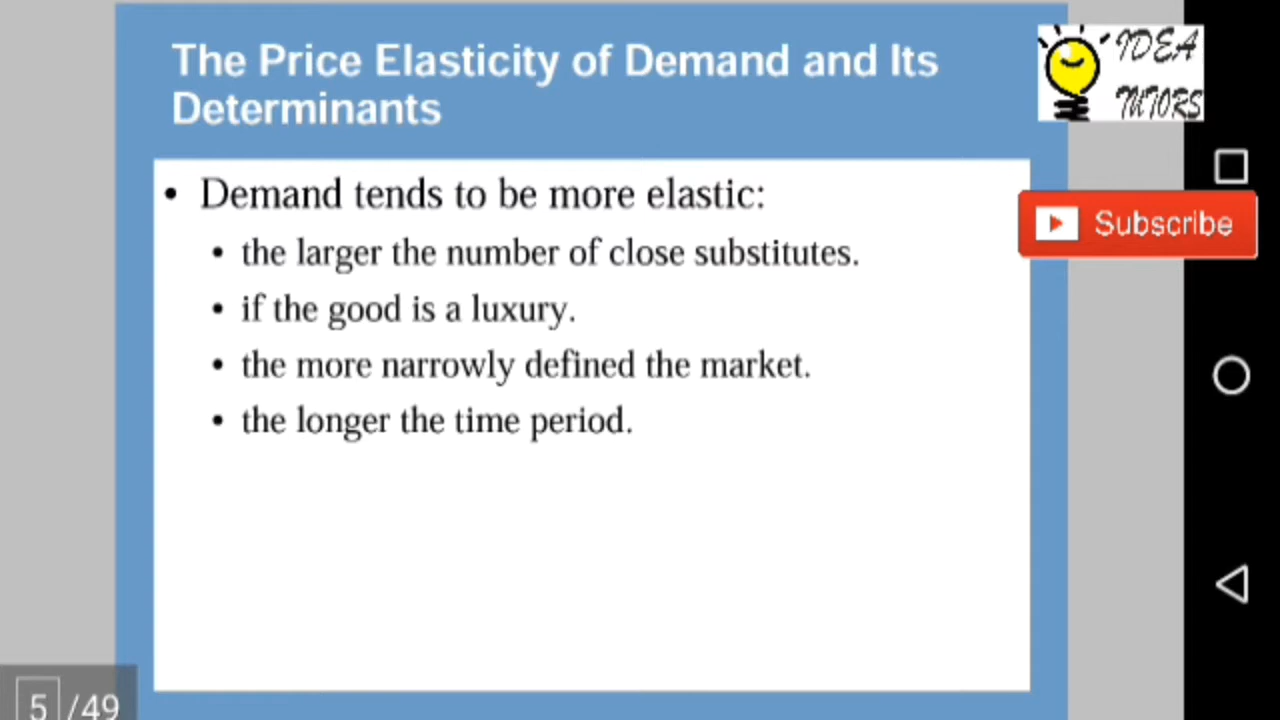 The Price Elasticity of Demand and Its
Determinants
IDEA
TUTORS
Subscribe
• Demand tends to be more elastic:
• the larger the number of close substitutes.
• if the good is a luxury.
• the more narrowly defined the market.
• the longer the time period.
5/49